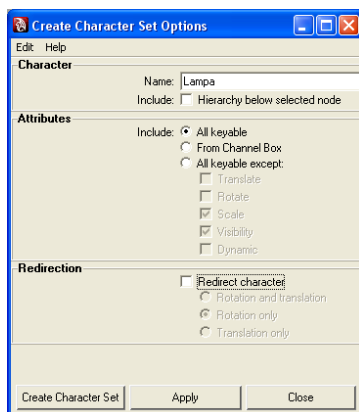 Create Character Set Options
Edit Help
Character
Name: Lampa
Include: Hierarchy below selected node
Attributes
Include: All keyable
From Channel Box
All keyable except:
Translate
Rotate
Scale
Visibility
Dynamic
Redirection
Redirect character
Rotation and translation
Rotation only
Translation only
Create Character Set Apply Close